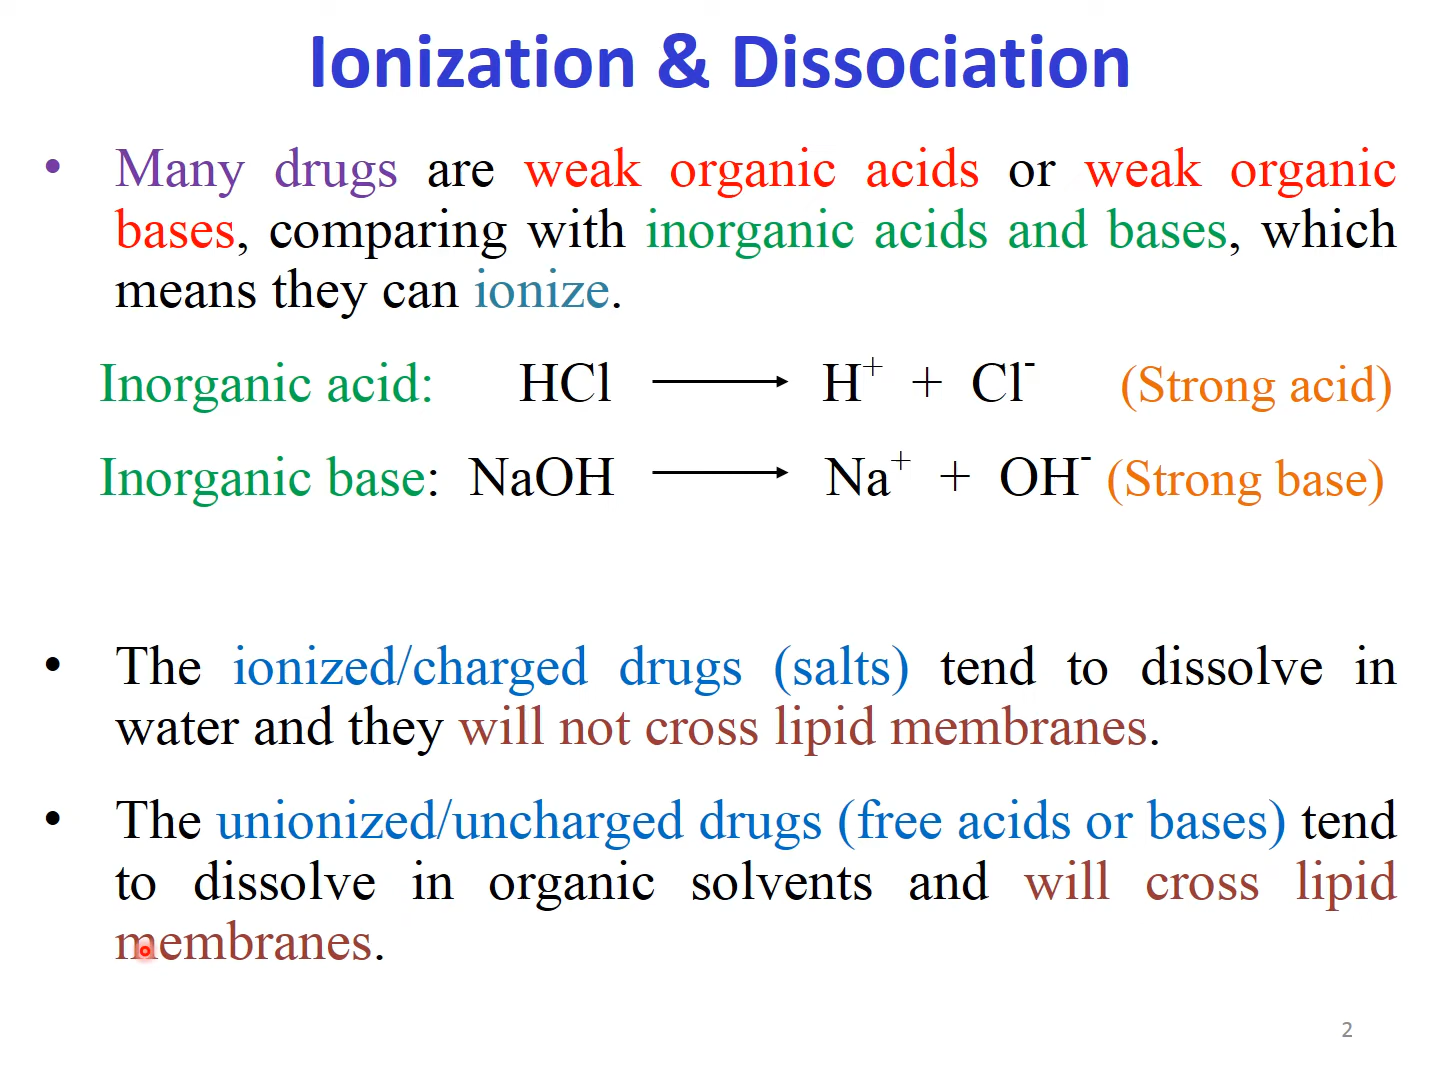 Ionization & Dissociation
• Many drugs are weak organic acids or weak organic
bases, comparing with inorganic acids and bases, which
means they can ionize.
Inorganic acid: HCl ⟶ H⁺ + Cl⁻ (Strong acid)
Inorganic base: NaOH ⟶ Na⁺ + OH⁻ (Strong base)
• The ionized/charged drugs (salts) tend to dissolve in
water and they will not cross lipid membranes.
• The unionized/uncharged drugs (free acids or bases) tend
to dissolve in organic solvents and will cross lipid
membranes.
2